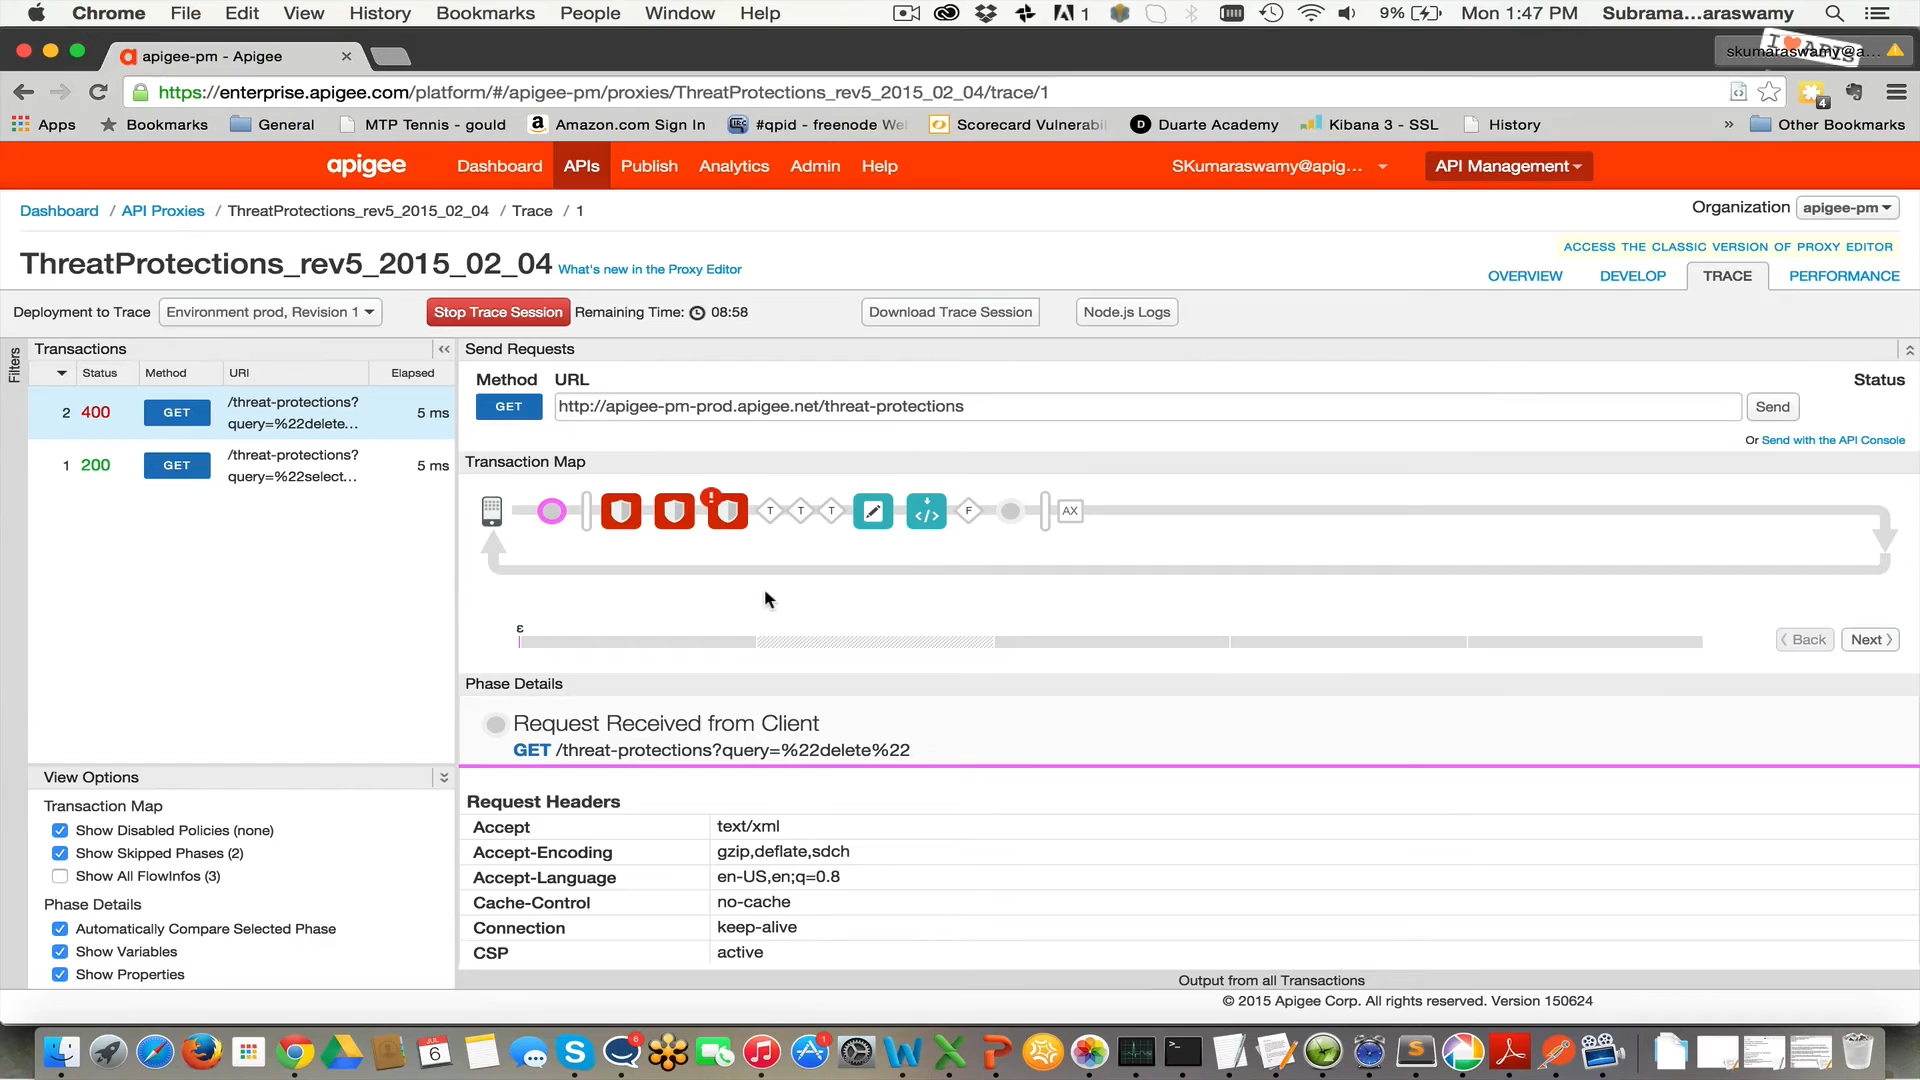 Chrome File Edit View History Bookmarks People Window Help 1 9% Mon 1:47 PM Subrama...araswamy
apigee-pm - Apigee
skumaraswamy@a...
https://enterprise.apigee.com/platform/#/apigee-pm/proxies/ThreatProtections_rev5_2015_02_04/trace/1
4
Apps Bookmarks General MTP Tennis - gould Amazon.com Sign In #qpid - freenode We Scorecard Vulnerabil Duarte Academy Kibana 3 - SSL History » Other Bookmarks
apigee Dashboard APIs Publish Analytics Admin Help SKumaraswamy@apig... API Management
Dashboard / API Proxies / ThreatProtections_rev5_2015_02_04 / Trace / 1
Organization apigee-pm
ACCESS THE CLASSIC VERSION OF PROXY EDITOR
ThreatProtections_rev5_2015_02_04 What's new in the Proxy Editor
OVERVIEW DEVELOP TRACE PERFORMANCE
Deployment to Trace Environment prod, Revision 1 Stop Trace Session Remaining Time: 08:58 Download Trace Session Node.js Logs
Filters
Transactions
Status Method URI Elapsed
2 400 GET /threat-protections?query=%22delete... 5 ms
1 200 GET /threat-protections?query=%22select... 5 ms
Send Requests
Method URL Status
GET http://apigee-pm-prod.apigee.net/threat-protections Send
Or Send with the API Console
Transaction Map
! T T T </> F AX
ε
Back Next
Phase Details
Request Received from Client
GET /threat-protections?query=%22delete%22
Request Headers
Accept text/xml
Accept-Encoding gzip,deflate,sdch
Accept-Language en-US,en;q=0.8
Cache-Control no-cache
Connection keep-alive
CSP active
View Options
Transaction Map
Show Disabled Policies (none)
Show Skipped Phases (2)
Show All FlowInfos (3)
Phase Details
Automatically Compare Selected Phase
Show Variables
Show Properties
Output from all Transactions
© 2015 Apigee Corp. All rights reserved. Version 150624
JUL
6
6
1